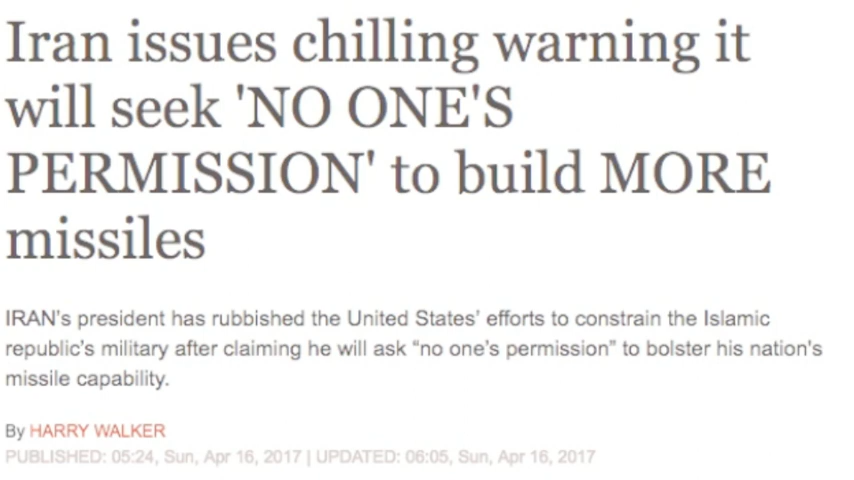 Iran issues chilling warning it
will seek 'NO ONE'S
PERMISSION' to build MORE
missiles
IRAN's president has rubbished the United States' efforts to constrain the Islamic
republic's military after claiming he will ask “no one's permission” to bolster his nation's
missile capability.
By HARRY WALKER
PUBLISHED: 05:24, Sun, Apr 16, 2017 | UPDATED: 06:05, Sun, Apr 16, 2017